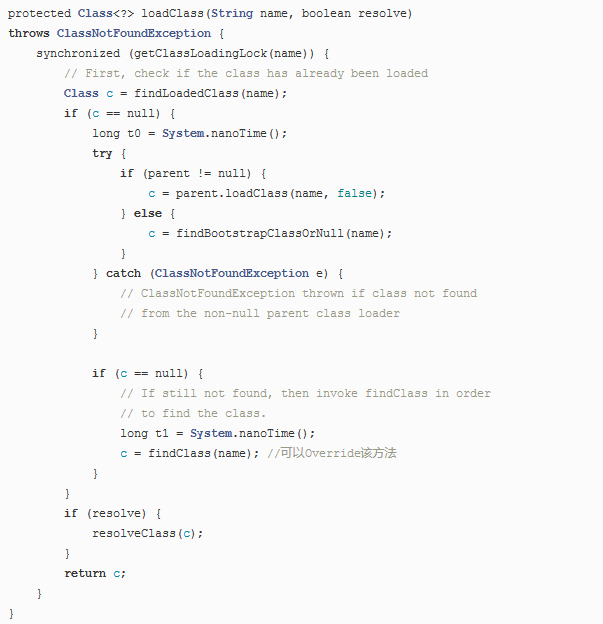 protected Class<?> loadClass(String name, boolean resolve)
throws ClassNotFoundException {
    synchronized (getClassLoadingLock(name)) {
        // First, check if the class has already been loaded
        Class c = findLoadedClass(name);
        if (c == null) {
            long t0 = System.nanoTime();
            try {
                if (parent != null) {
                    c = parent.loadClass(name, false);
                } else {
                    c = findBootstrapClassOrNull(name);
                }
            } catch (ClassNotFoundException e) {
                // ClassNotFoundException thrown if class not found
                // from the non-null parent class loader
            }

            if (c == null) {
                // If still not found, then invoke findClass in order
                // to find the class.
                long t1 = System.nanoTime();
                c = findClass(name); //可以Override该方法
            }
        }
        if (resolve) {
            resolveClass(c);
        }
        return c;
    }
}